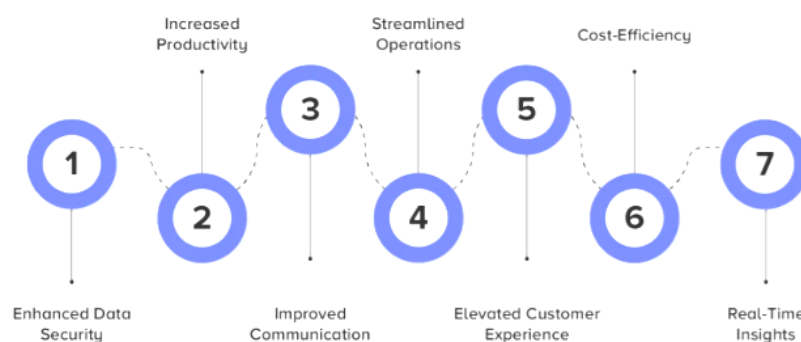 Increased
Productivity
Streamlined
Operations
Cost-Efficiency
1
2
3
4
5
6
7
Enhanced Data
Security
Improved
Communication
Elevated Customer
Experience
Real-Time
Insights